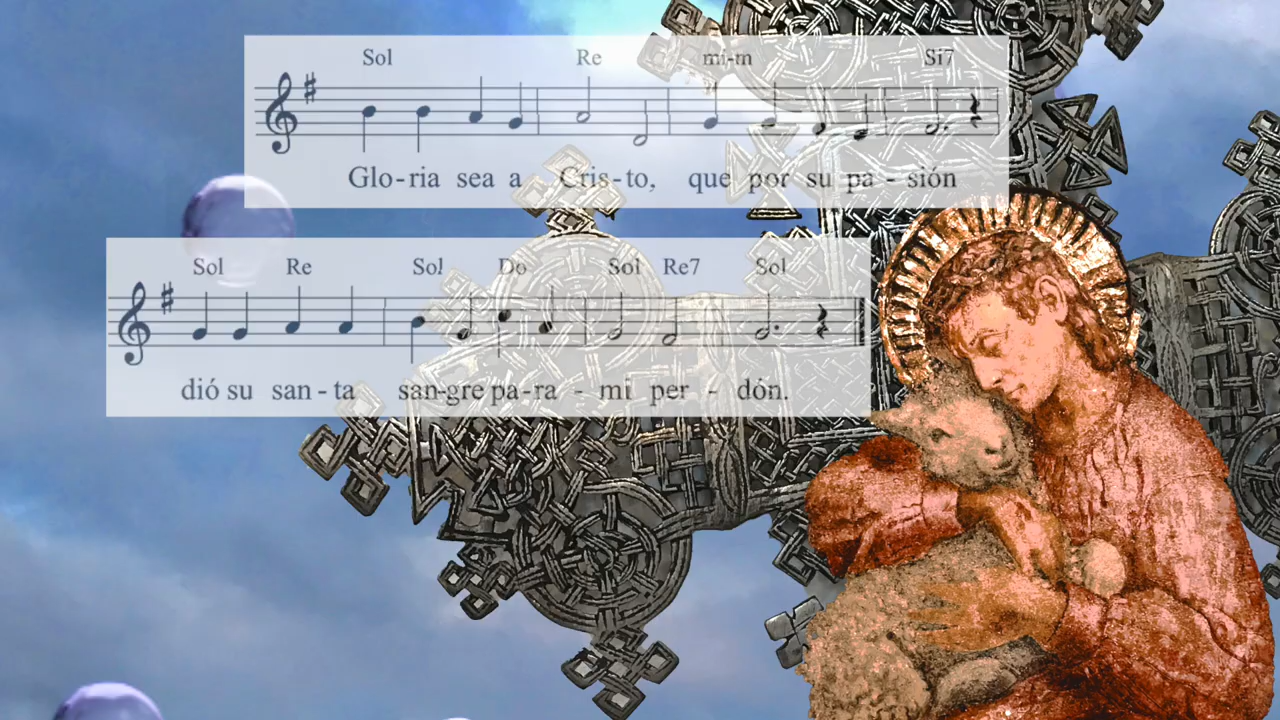 Sol Re mi-m Si7
Glo-ria sea a Cris-to, que por su pa-sión
Sol Re Sol Do Sol Re7 Sol
dió su san-ta san-gre pa-ra - mi per - dón.